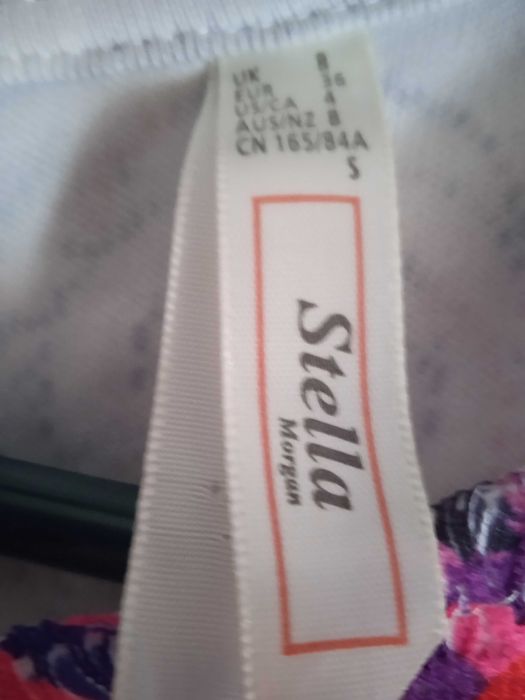 UK 8
EUR 36
US/CA 4
AUS/NZ 8
CN 165/84A
S
Stella
Morgan